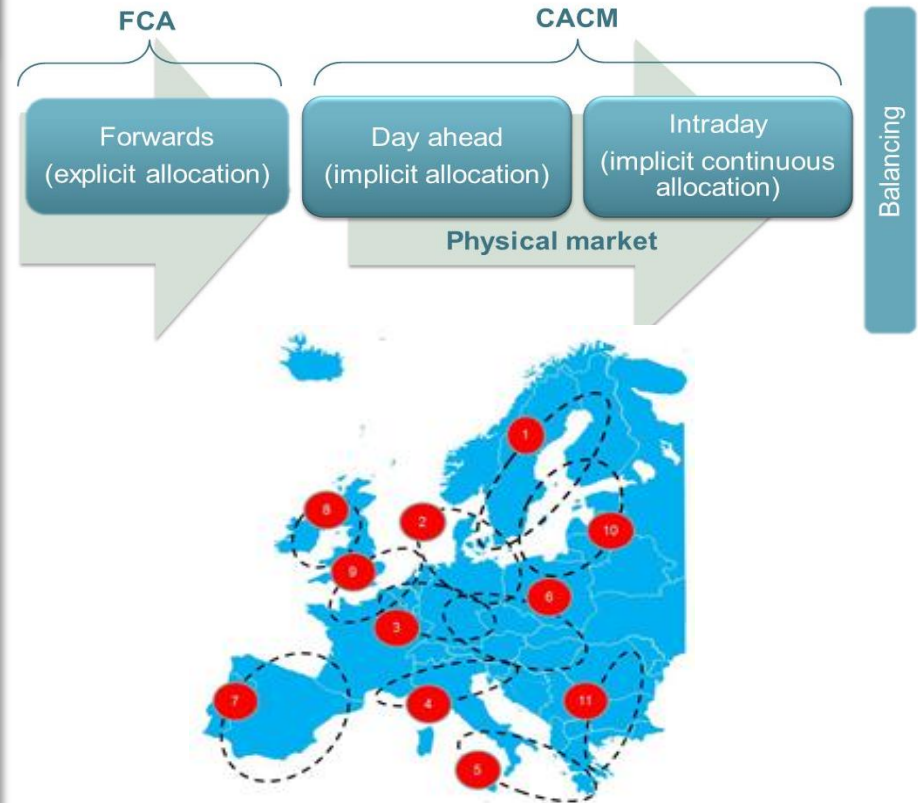 FCA
CACM
Forwards
(explicit allocation)
Day ahead
(implicit allocation)
Intraday
(implicit continuous
allocation)
Balancing
Physical market
1
8
2
10
9
6
3
7
4
11
5